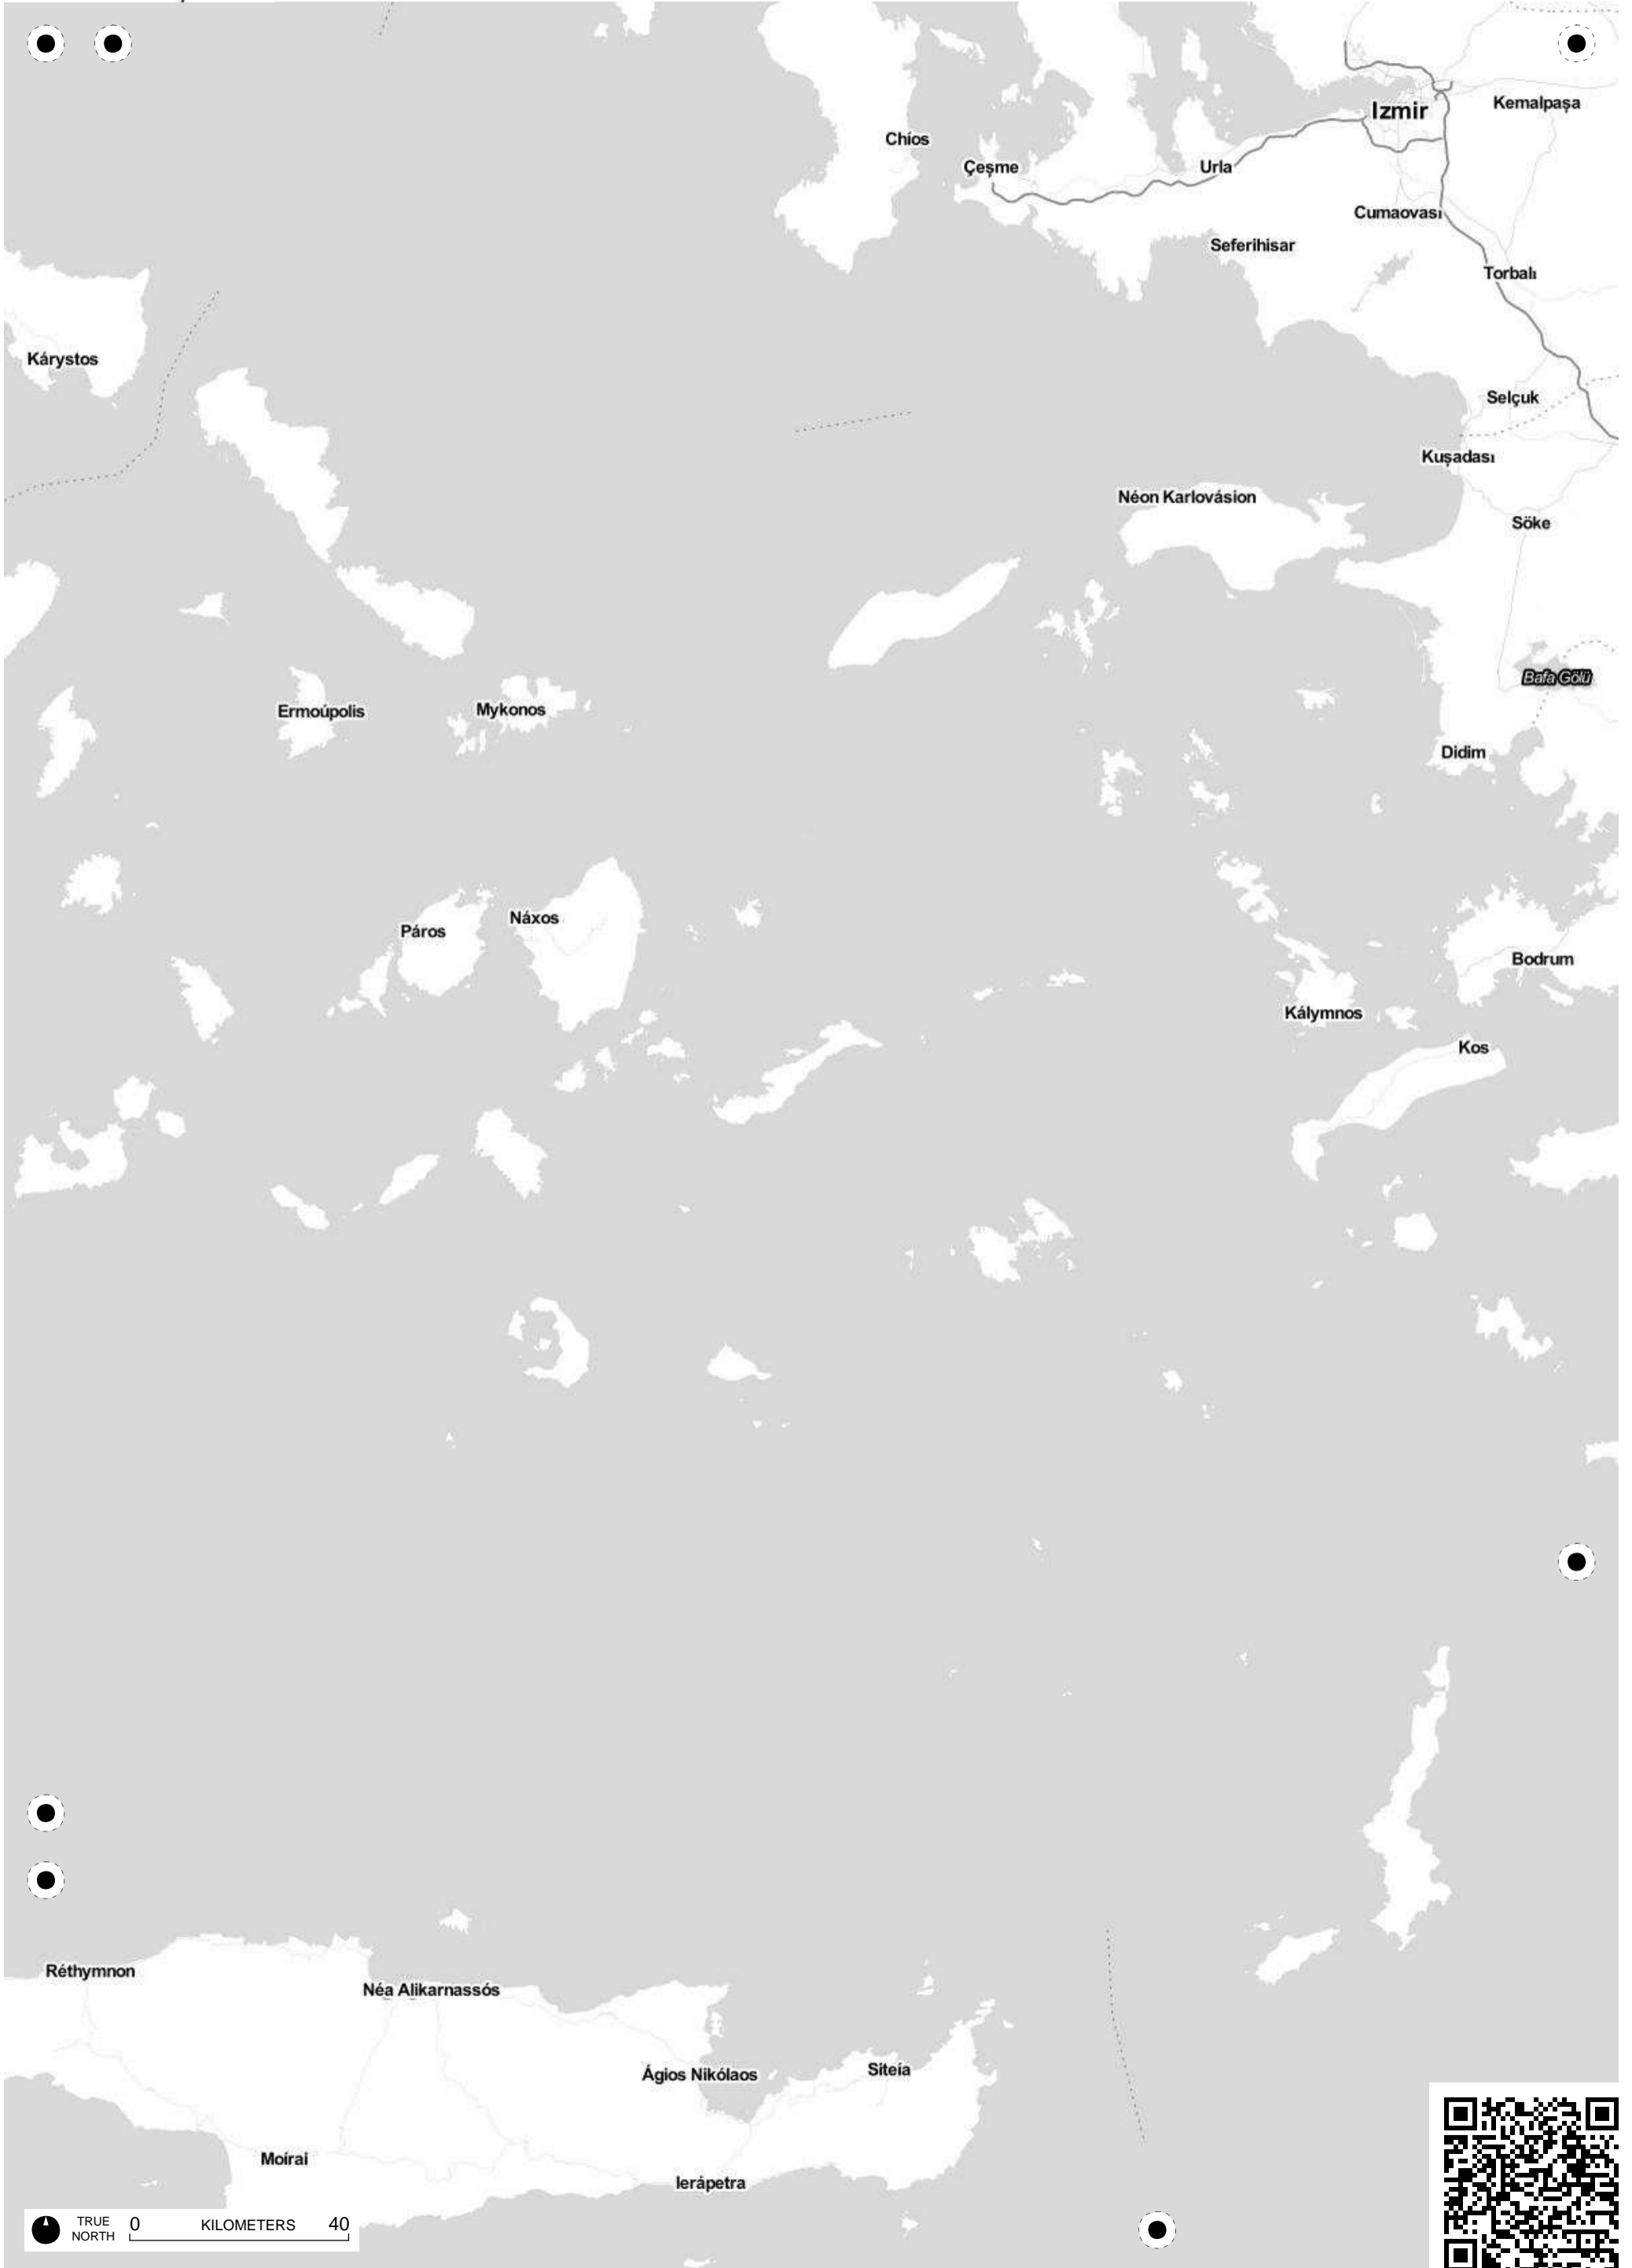 Izmir
Kemalpaşa
Chíos
Çeşme
Urla
Cumaovası
Seferihisar
Torbalı
Kárystos
Selçuk
Kuşadası
Néon Karlovásion
Söke
Bafa Gölü
Ermoúpolis
Mykonos
Didim
Náxos
Páros
Bodrum
Kálymnos
Kos
Réthymnon
Néa Alikarnassós
Ágios Nikólaos
Siteía
Moírai
Ierápetra
TRUE
NORTH
0 KILOMETERS 40